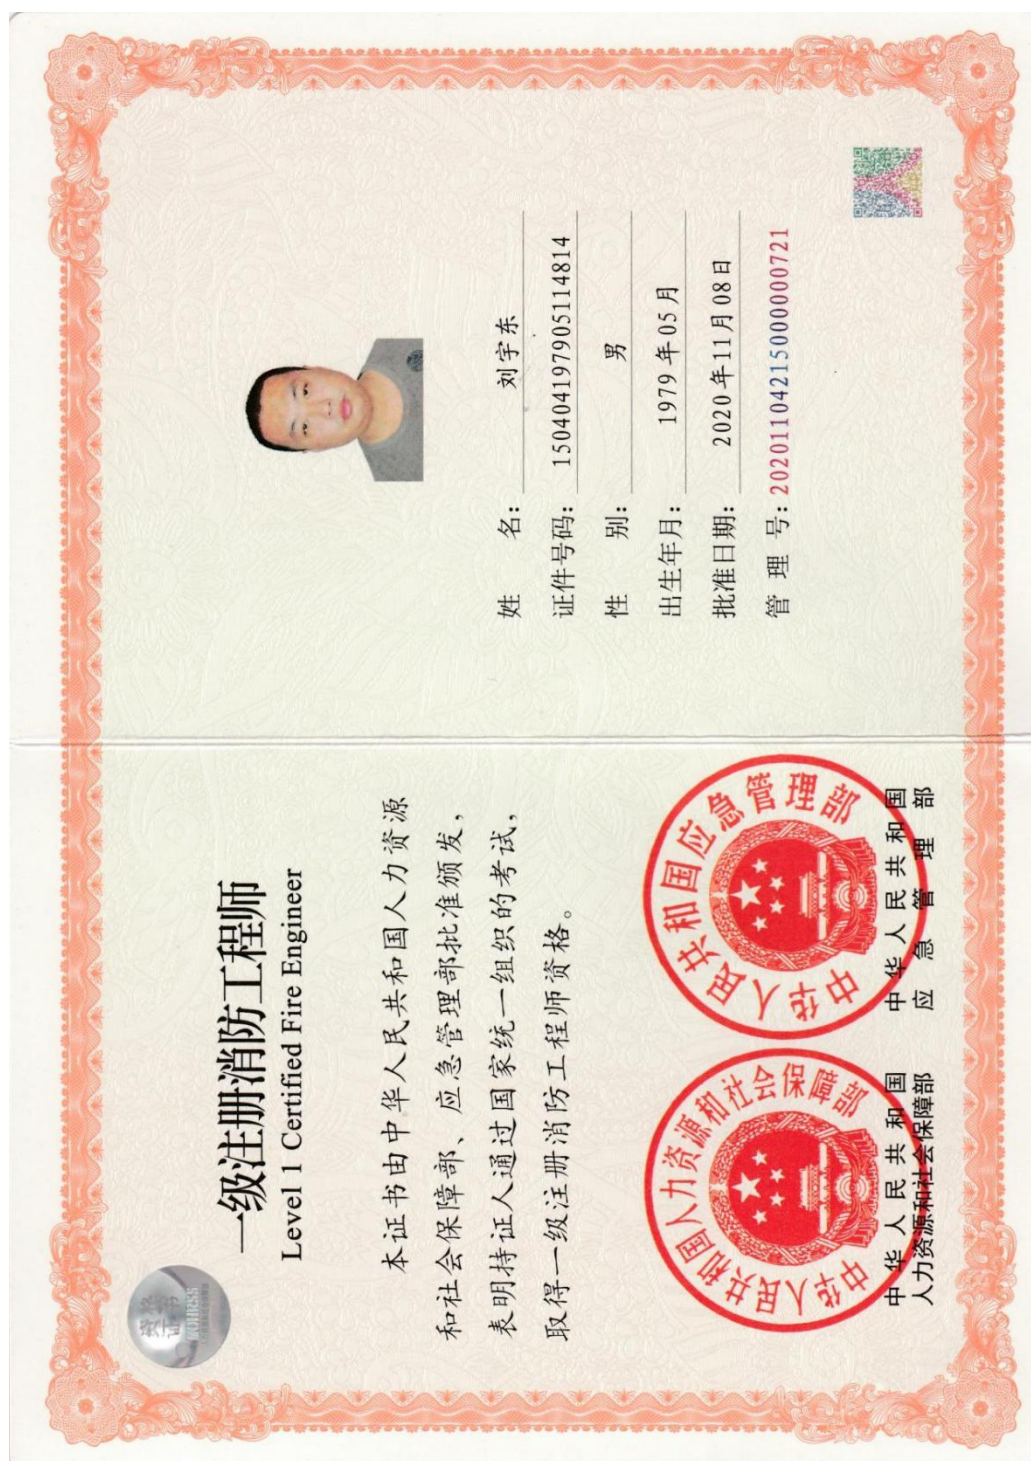 一级注册消防工程师
Level 1 Certified Fire Engineer
本证书由中华人民共和国人力资源
和社会保障部、应急管理部批准颁发，
表明持证人通过国家统一组织的考试，
取得一级注册消防工程师资格。
中华人民共和国人力资源和社会保障部
中华人民共和国
人力资源和社会保障部
中华人民共和国应急管理部
中华人民共和国
应急管理部
资格
证书
MOHRSS
姓名：刘宇东
证件号码：150404197905114814
性别：男
出生年月：1979年05月
批准日期：2020年11月08日
管理号：20201104215000000721